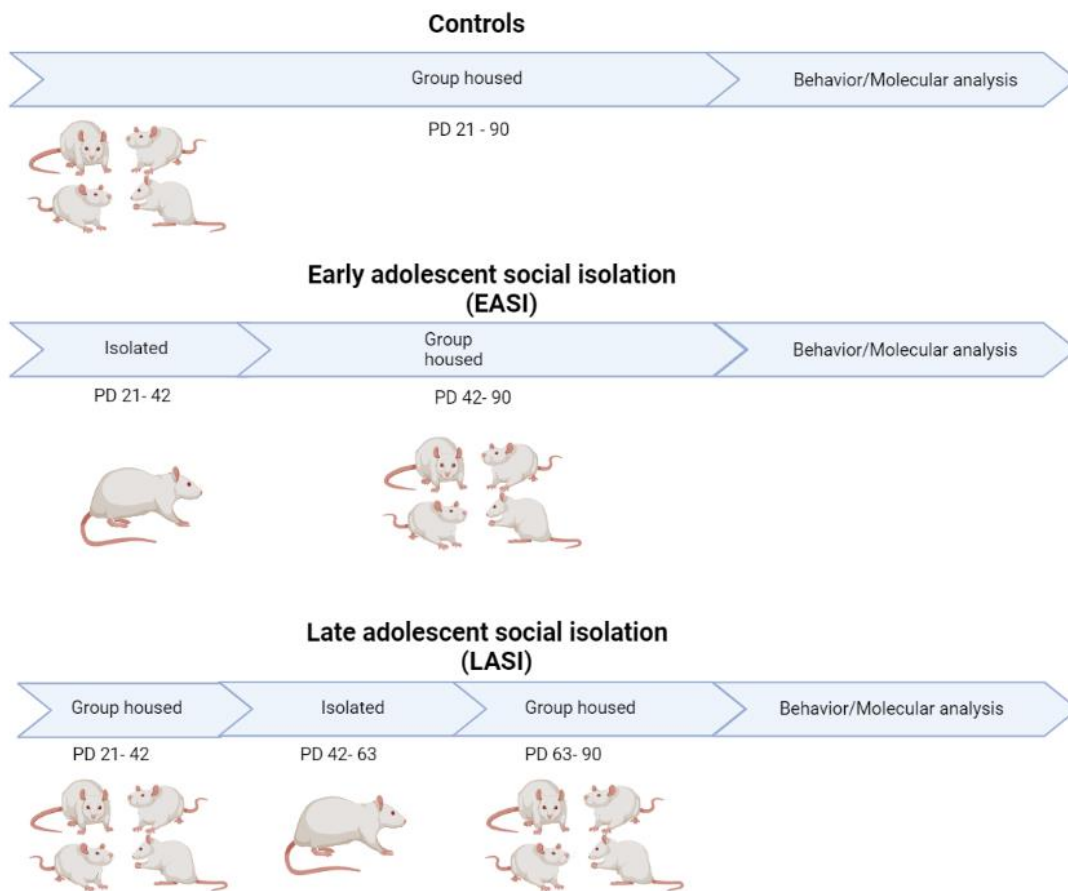 Controls
Group housed
Behavior/Molecular analysis
PD 21 - 90
Early adolescent social isolation
(EASI)
Isolated
Group
housed
Behavior/Molecular analysis
PD 21- 42
PD 42- 90
Late adolescent social isolation
(LASI)
Group housed
Isolated
Group housed
Behavior/Molecular analysis
PD 21- 42
PD 42- 63
PD 63- 90